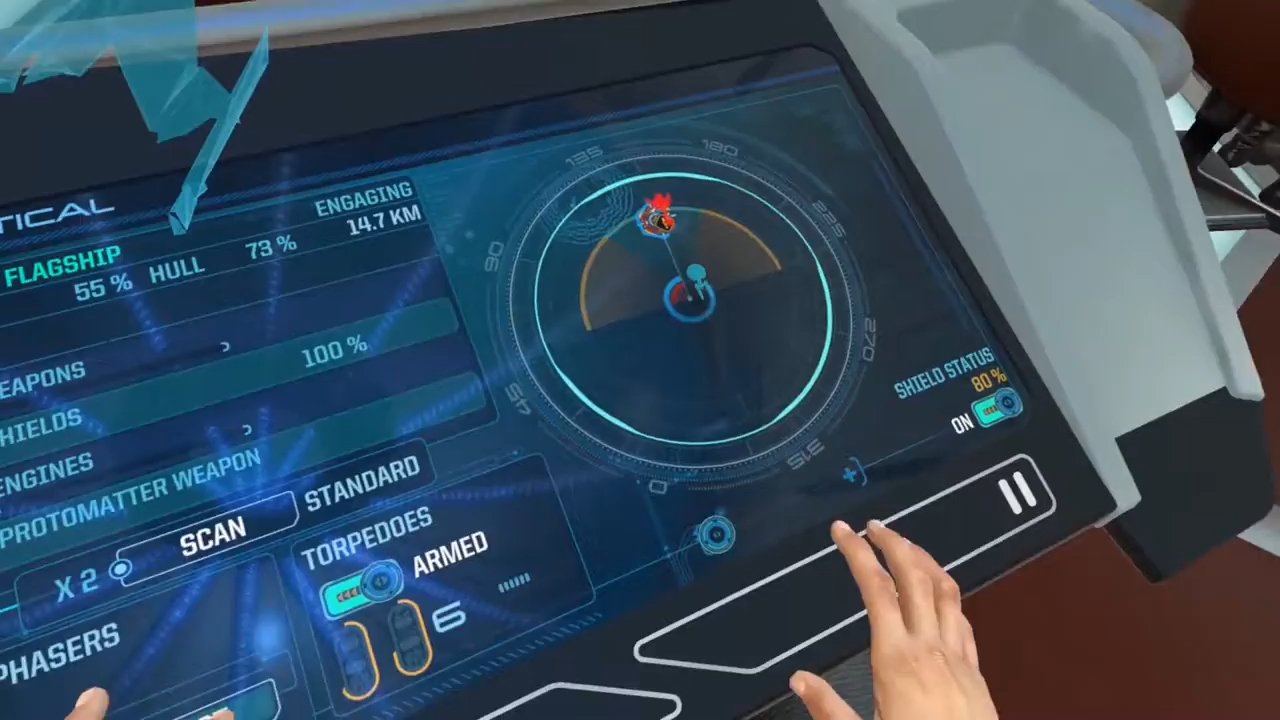 TICAL
ENGAGING
14.7 KM
FLAGSHIP
55 % HULL 73 %
EAPONS
100 %
HIELDS
ENGINES
PROTOMATTER WEAPON
X 2 SCAN STANDARD
TORPEDOES
ARMED
6
PHASERS
135
180
225
90
270
45
315
0
SHIELD STATUS
80 %
ON